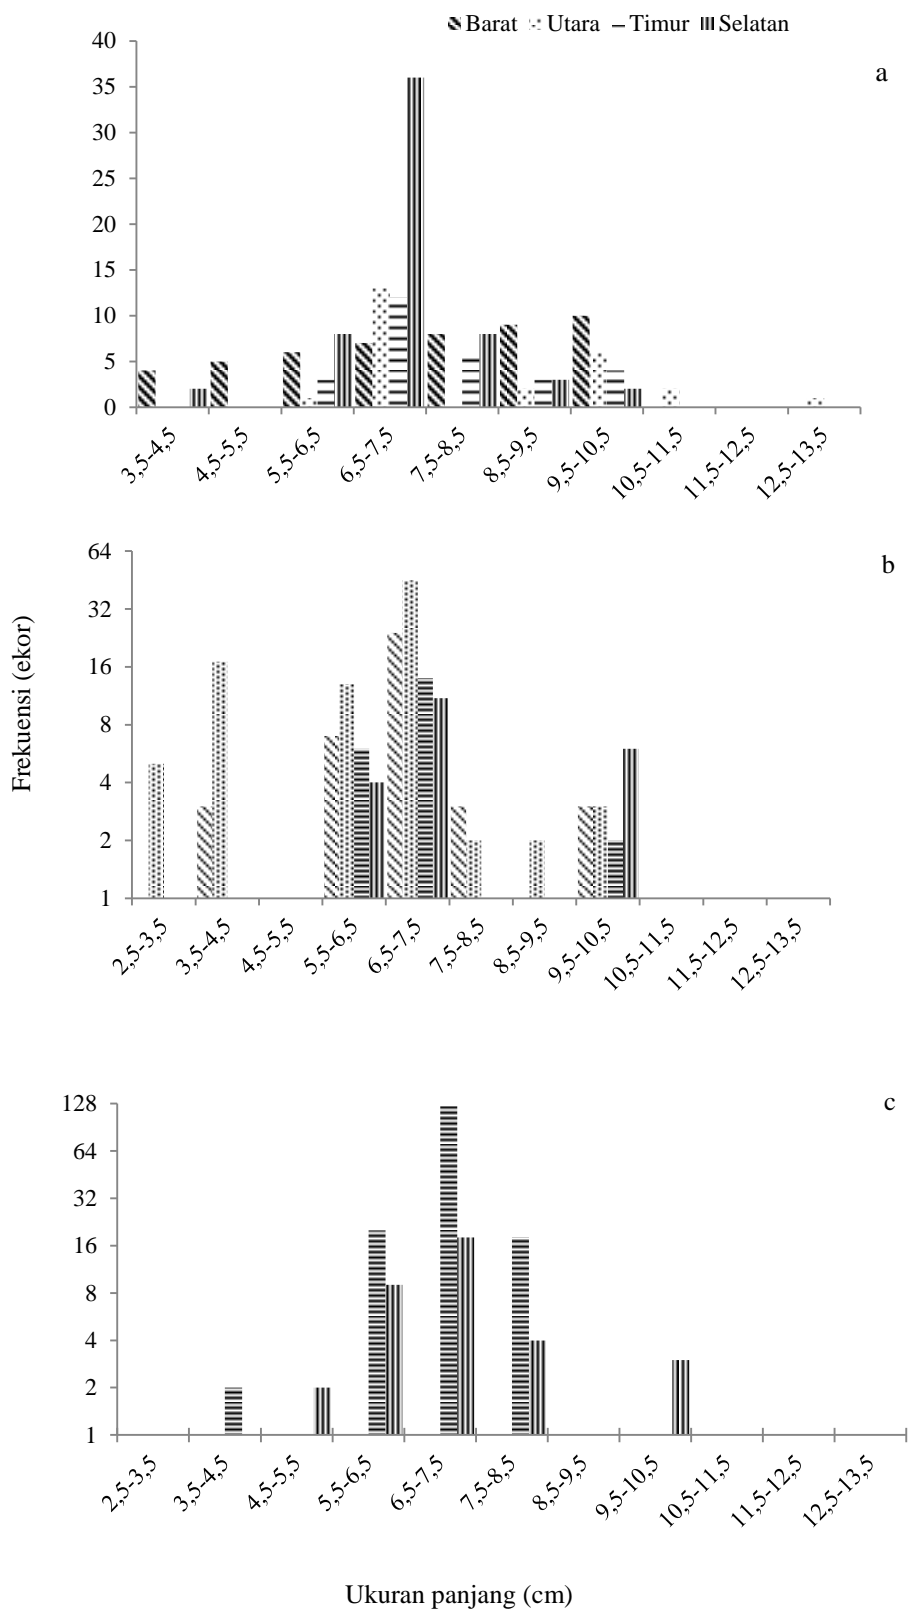 Barat Utara Timur Selatan
a
40
35
30
25
20
15
10
5
0
3,5-4,5 4,5-5,5 5,5-6,5 6,5-7,5 7,5-8,5 8,5-9,5 9,5-10,5 10,5-11,5 11,5-12,5 12,5-13,5
b
Frekuensi (ekor)
64
32
16
8
4
2
1
2,5-3,5 3,5-4,5 4,5-5,5 5,5-6,5 6,5-7,5 7,5-8,5 8,5-9,5 9,5-10,5 10,5-11,5 11,5-12,5 12,5-13,5
c
128
64
32
16
8
4
2
1
2,5-3,5 3,5-4,5 4,5-5,5 5,5-6,5 6,5-7,5 7,5-8,5 8,5-9,5 9,5-10,5 10,5-11,5 11,5-12,5 12,5-13,5
Ukuran panjang (cm)